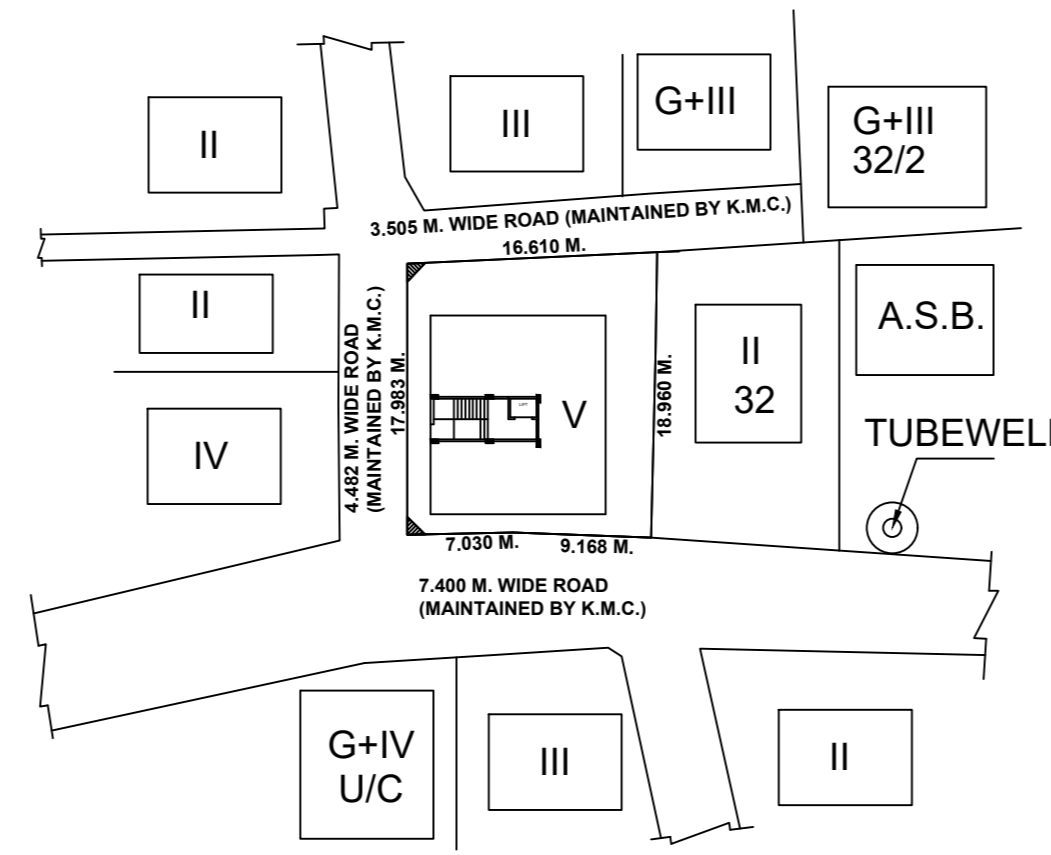 II
III
G+III
G+III
32/2
3.505 M. WIDE ROAD (MAINTAINED BY K.M.C.)
16.610 M.
II
4.482 M. WIDE ROAD
(MAINTAINED BY K.M.C.)
17.983 M.
V
18.960 M.
II
32
A.S.B.
IV
TUBEWELL
7.030 M.
9.168 M.
7.400 M. WIDE ROAD
(MAINTAINED BY K.M.C.)
G+IV
U/C
III
II